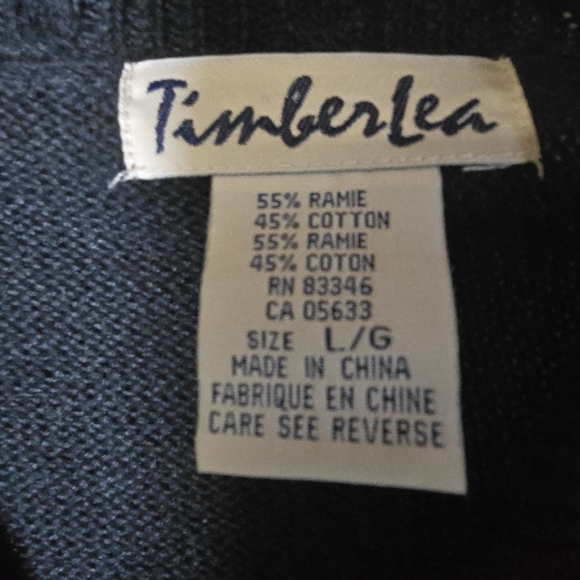 TimberLea
55% RAMIE
45% COTTON
55% RAMIE
45% COTON
RN 83346
CA 05633
SIZE L/G
MADE IN CHINA
FABRIQUE EN CHINE
CARE SEE REVERSE